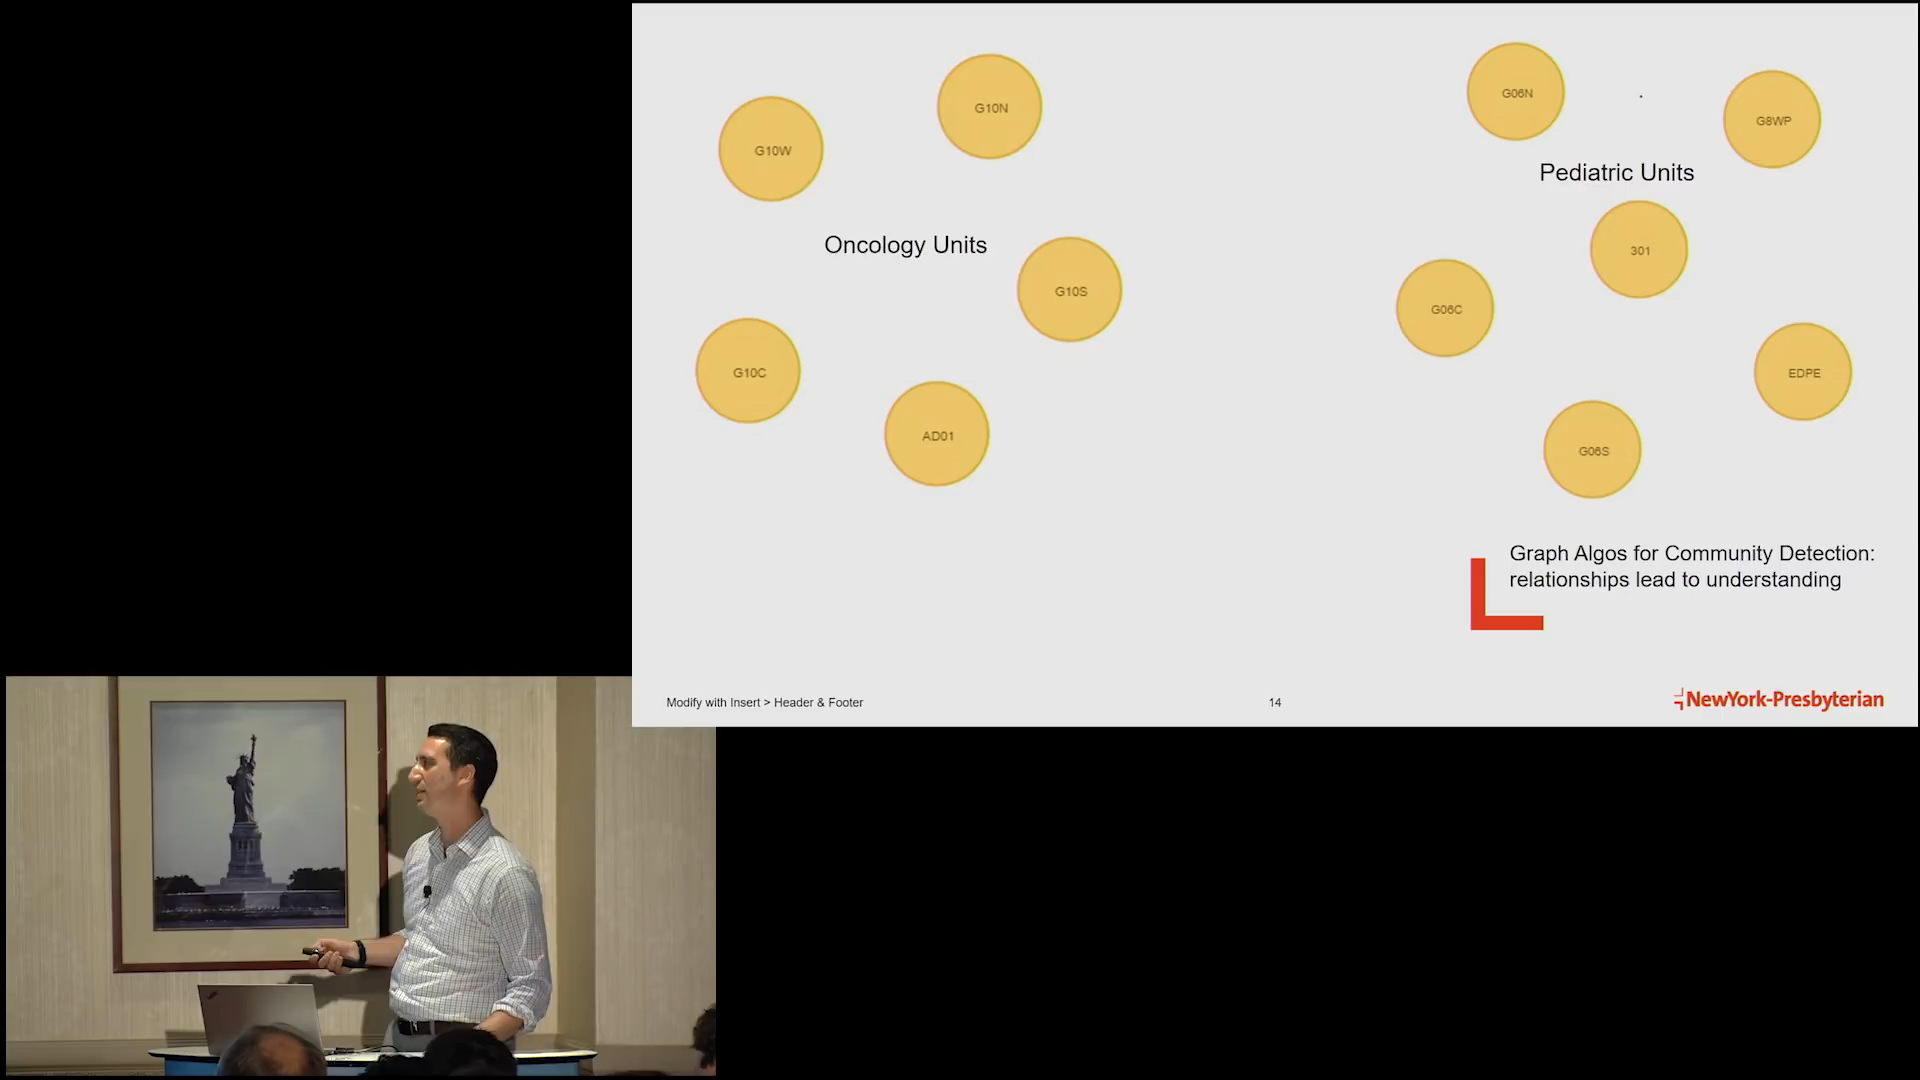 G10N
G10W
Oncology Units
G10S
G10C
AD01
G06N
G8WP
Pediatric Units
301
G06C
EDPE
G06S
Graph Algos for Community Detection:
relationships lead to understanding
Modify with Insert > Header & Footer
14
NewYork-Presbyterian